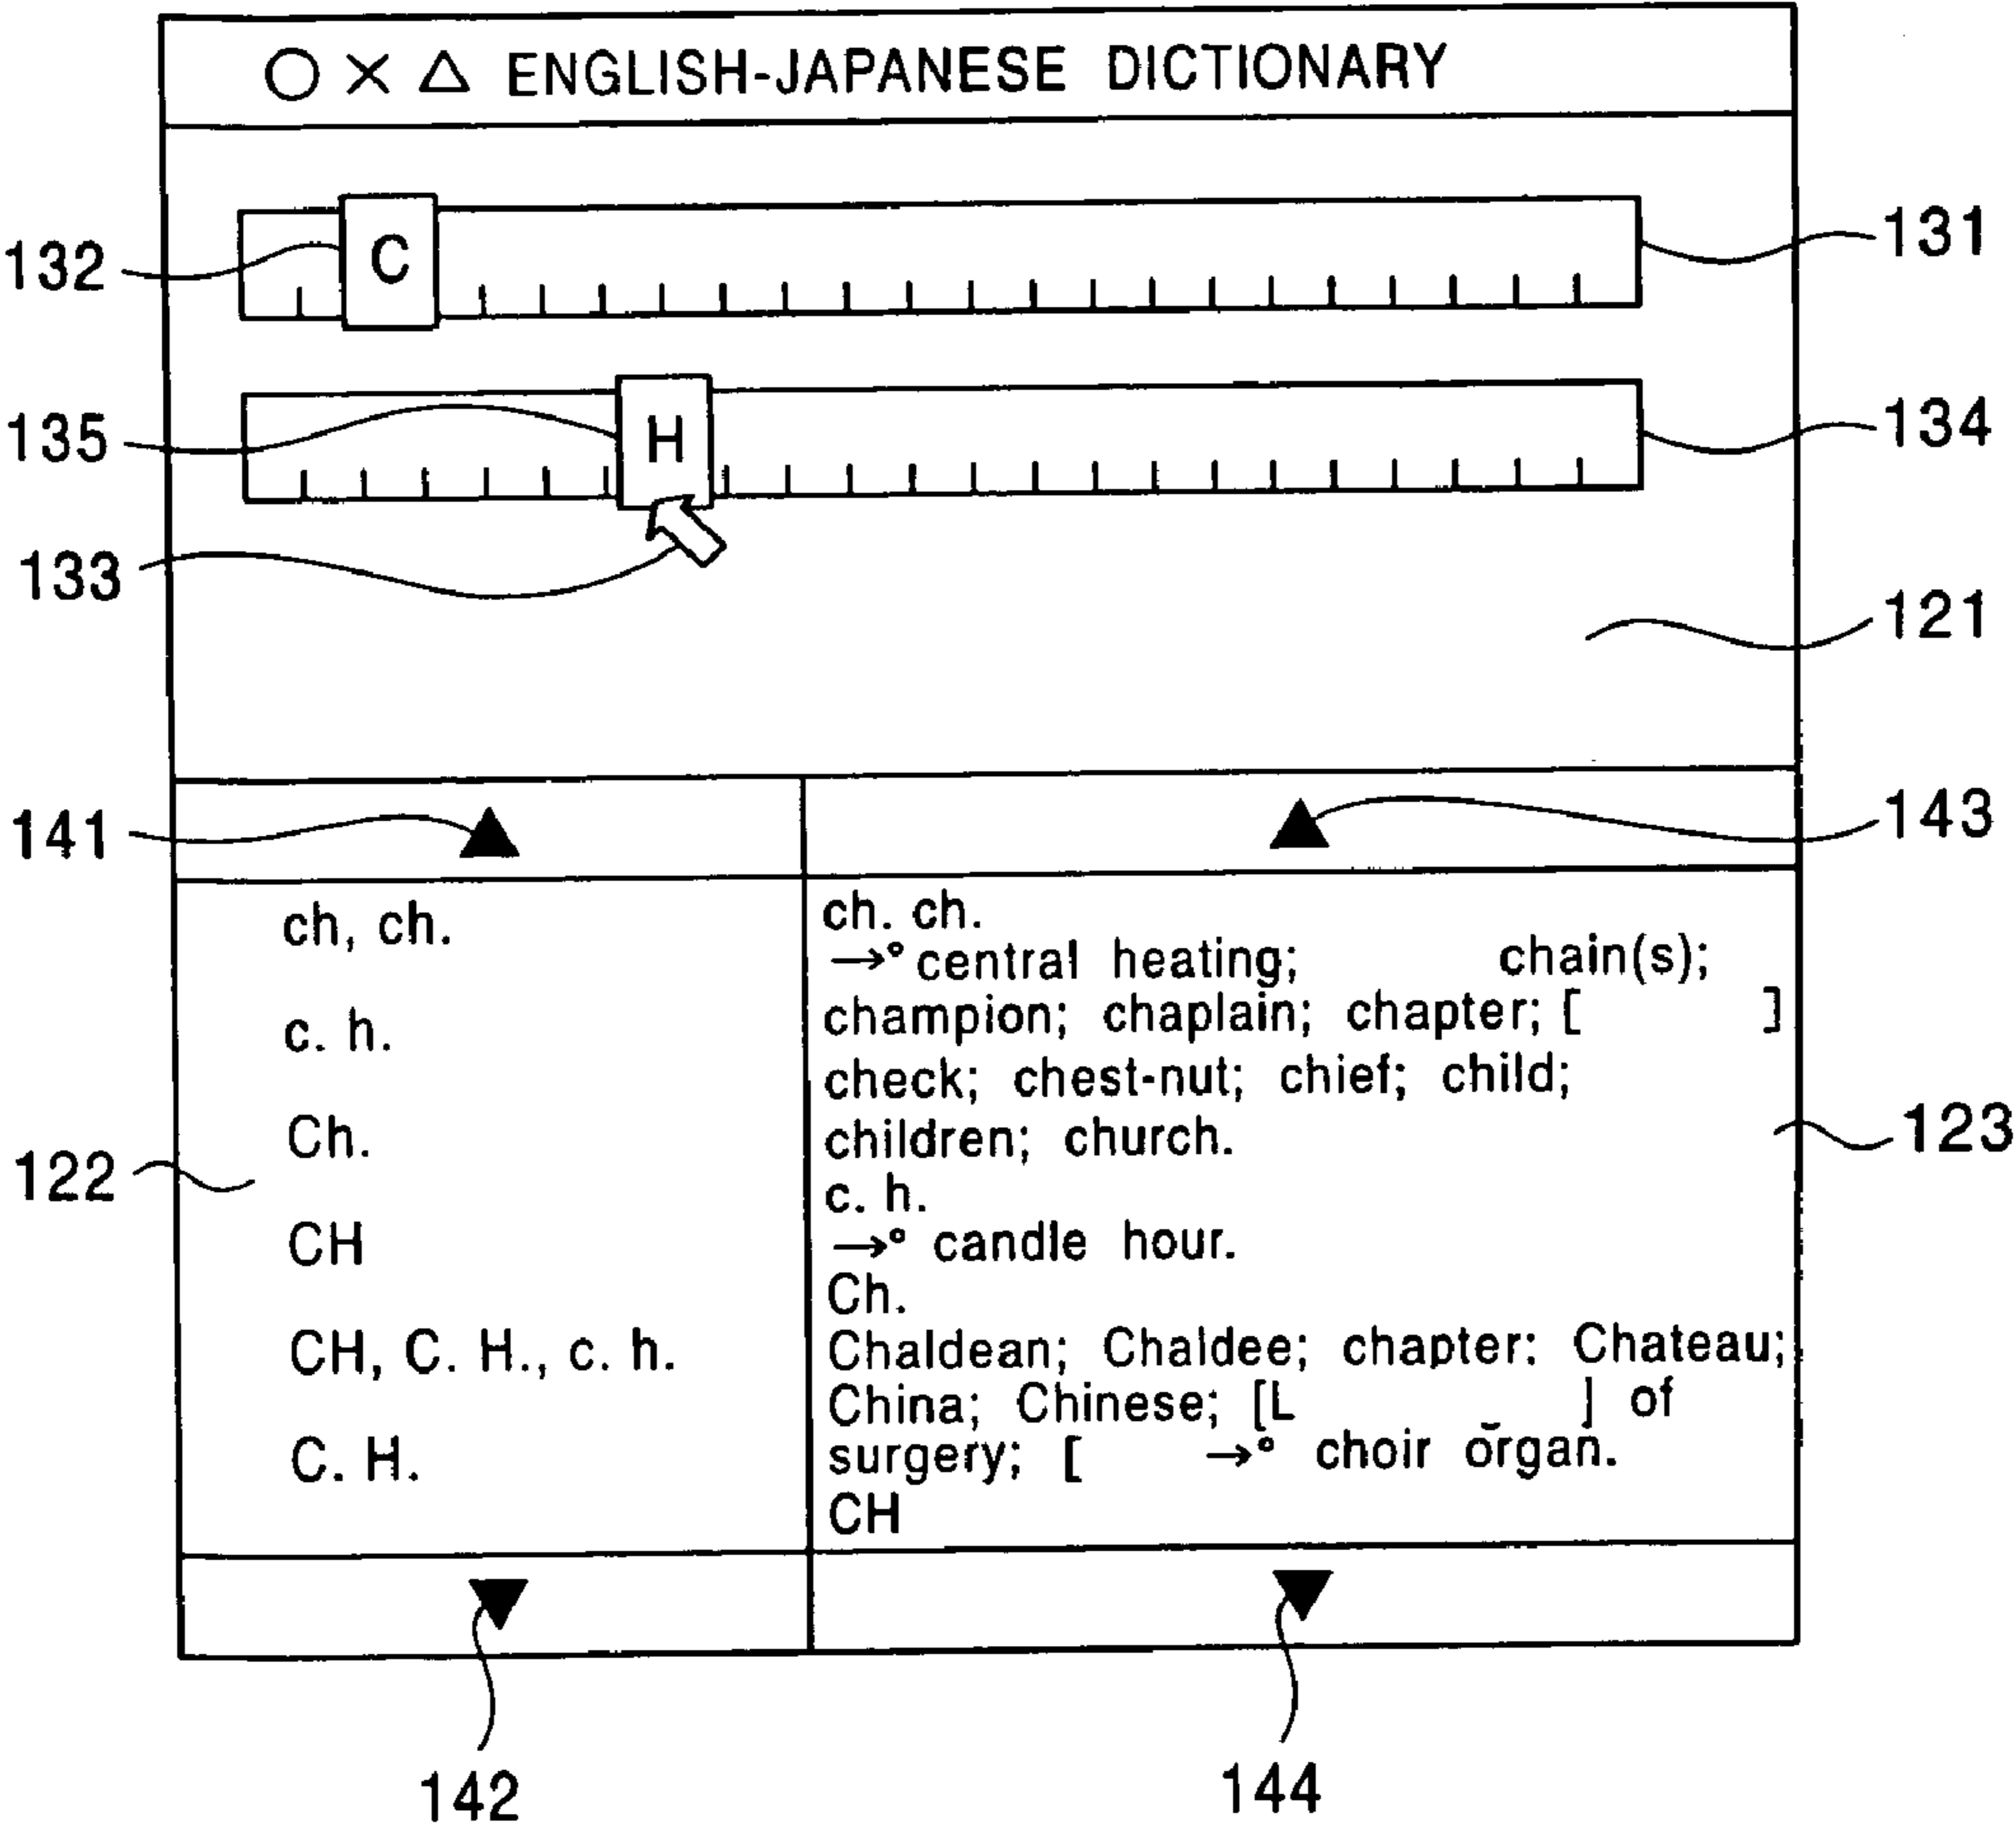 ○ × △ ENGLISH-JAPANESE DICTIONARY
132
C
131
135
H
134
133
121
141
143
ch, ch.
c. h.
Ch.
CH
CH, C. H., c. h.
C. H.
122
ch. ch.
→° central heating; chain(s);
champion; chaplain; chapter; [ ]
check; chest-nut; chief; child;
children; church.
c. h.
→° candle hour.
Ch.
Chaldean; Chaldee; chapter: Chateau;
China; Chinese; [L ] of
surgery; [ →° choir organ.
CH
123
142
144